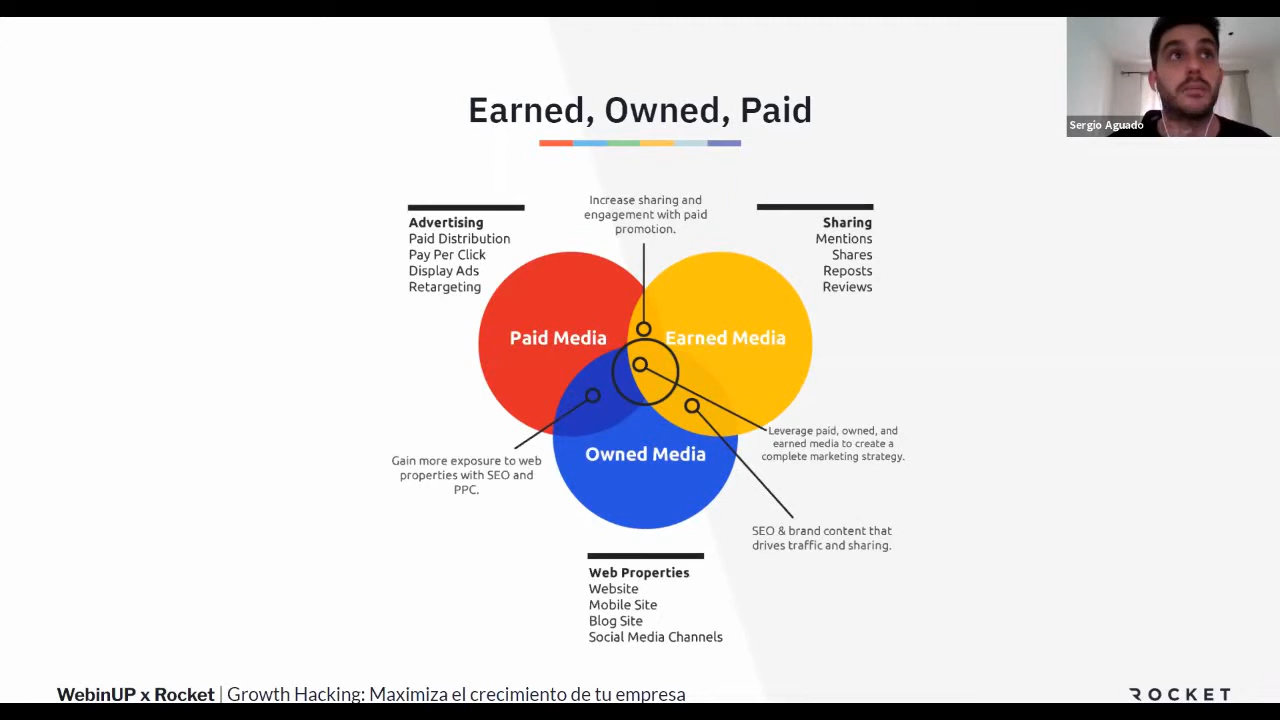 Earned, Owned, Paid
Sergio Aguado
Advertising
Paid Distribution
Pay Per Click
Display Ads
Retargeting
Increase sharing and
engagement with paid
promotion.
Sharing
Mentions
Shares
Reposts
Reviews
Paid Media
Earned Media
Owned Media
Gain more exposure to web
properties with SEO and
PPC.
Leverage paid, owned, and
earned media to create a
complete marketing strategy.
SEO & brand content that
drives traffic and sharing.
Web Properties
Website
Mobile Site
Blog Site
Social Media Channels
WebinUP x Rocket | Growth Hacking: Maximiza el crecimiento de tu empresa
ROCKET